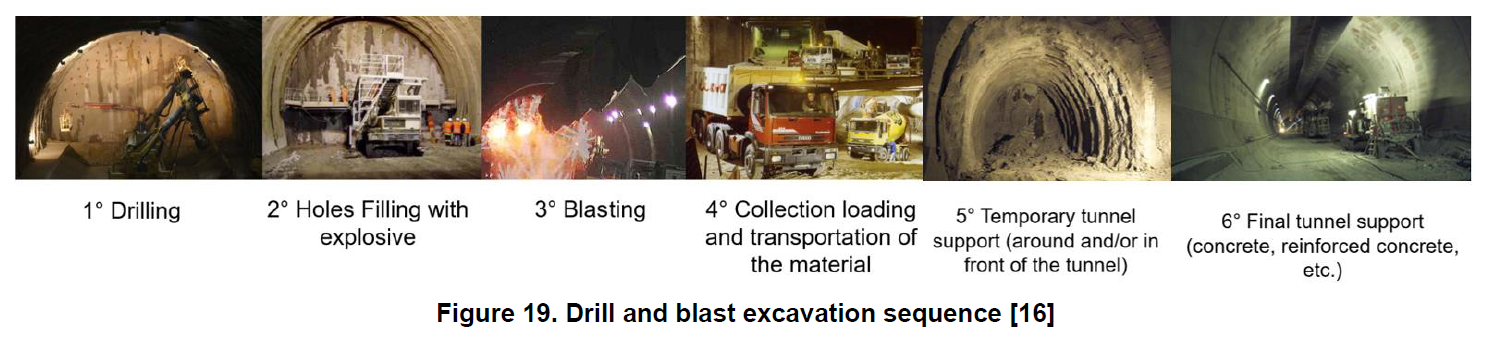 1° Drilling
2° Holes Filling with
explosive
3° Blasting
4° Collection loading
and transportation of
the material
5° Temporary tunnel
support (around and/or in
front of the tunnel)
6° Final tunnel support
(concrete, reinforced concrete,
etc.)
Figure 19. Drill and blast excavation sequence [16]